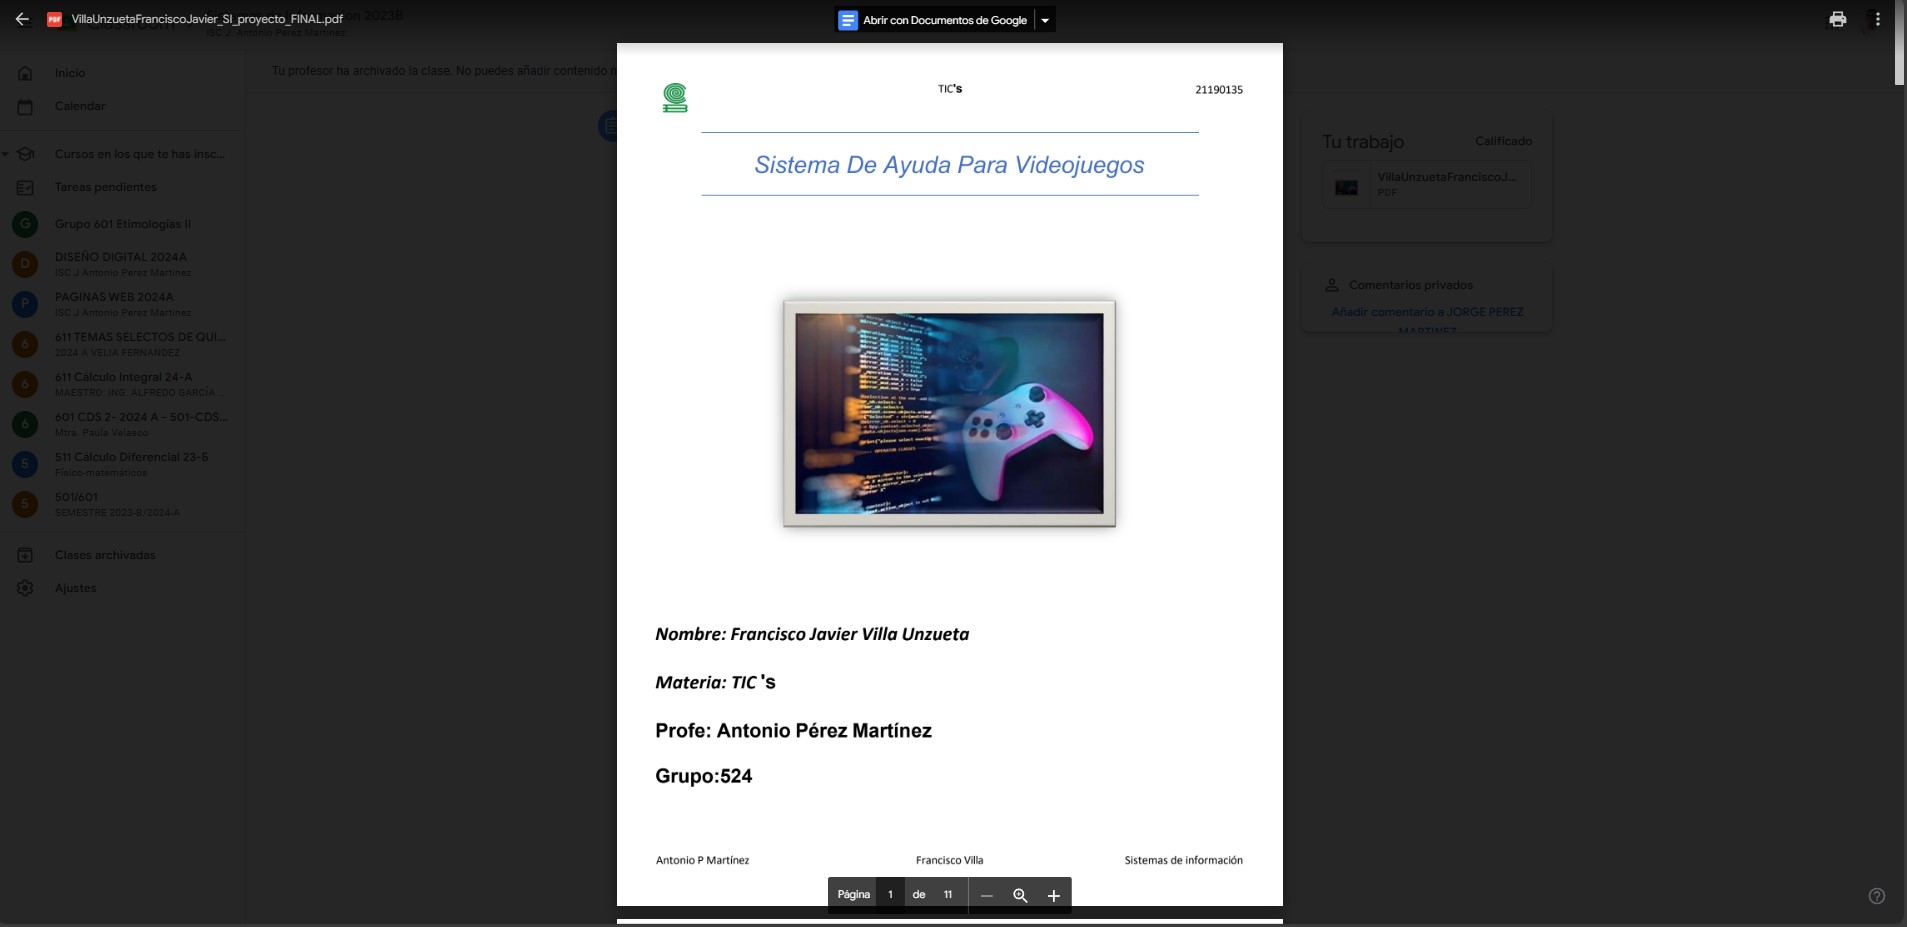 VillaUnzuetaFranciscoJavier_SI_proyecto_FINAL.pdf
Abrir con Documentos de Google
ISC J. Antonio Perez Martinez
Inicio
Tu profesor ha archivado la clase. No puedes añadir contenido
Calendar
Cursos en los que te has insc...
Tareas pendientes
G
Grupo 601 Etimologías II
D
DISEÑO DIGITAL 2024A
ISC J Antonio Perez Martinez
P
PAGINAS WEB 2024A
ISC J Antonio Perez Martinez
6
611 TEMAS SELECTOS DE QUI...
2024 A VELIA FERNANDEZ
6
611 Cálculo Integral 24-A
MAESTRO: ING. ALFREDO GARCÍA ...
6
601 CDS 2- 2024 A - 501-CDS...
Mtra. Paula Velasco
5
511 Cálculo Diferencial 23-B
Físico-matemáticos
5
501/601
SEMESTRE 2023-B/2024-A
Clases archivadas
Ajustes
TIC's
21190135
Sistema De Ayuda Para Videojuegos
Nombre: Francisco Javier Villa Unzueta
Materia: TIC 's
Profe: Antonio Pérez Martínez
Grupo:524
Antonio P Martínez
Francisco Villa
Sistemas de información
Página 1 de 11
Tu trabajo
Calificado
VillaUnzuetaFranciscoJ...
PDF
Comentarios privados
Añadir comentario a JORGE PEREZ
MARTINEZ